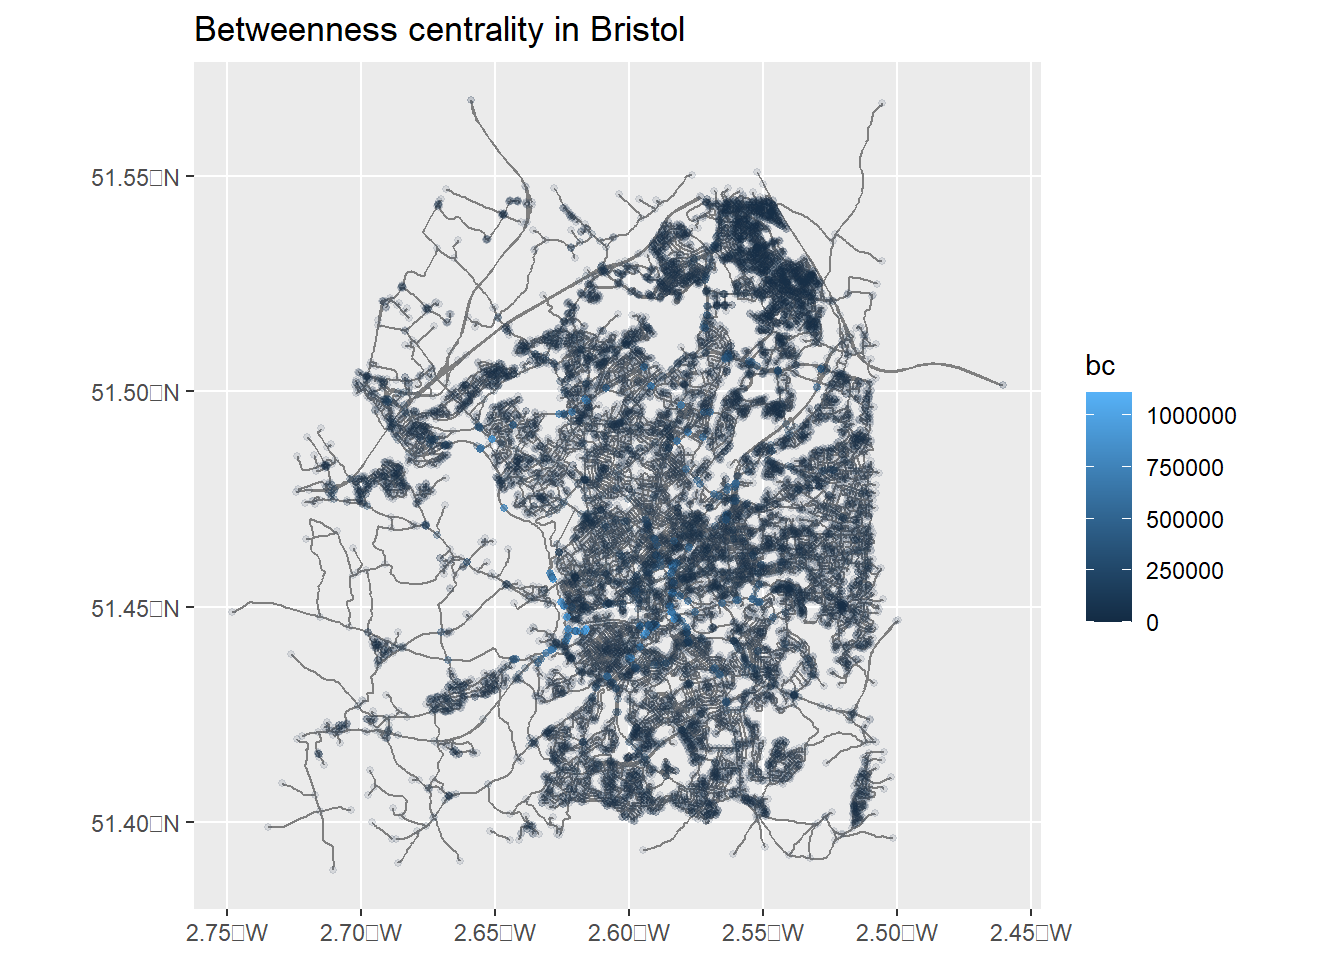 Betweenness centrality in Bristol
51.55□N
51.50□N
51.45□N
51.40□N
2.75□W
2.70□W
2.65□W
2.60□W
2.55□W
2.50□W
2.45□W
bc
1000000
750000
500000
250000
0